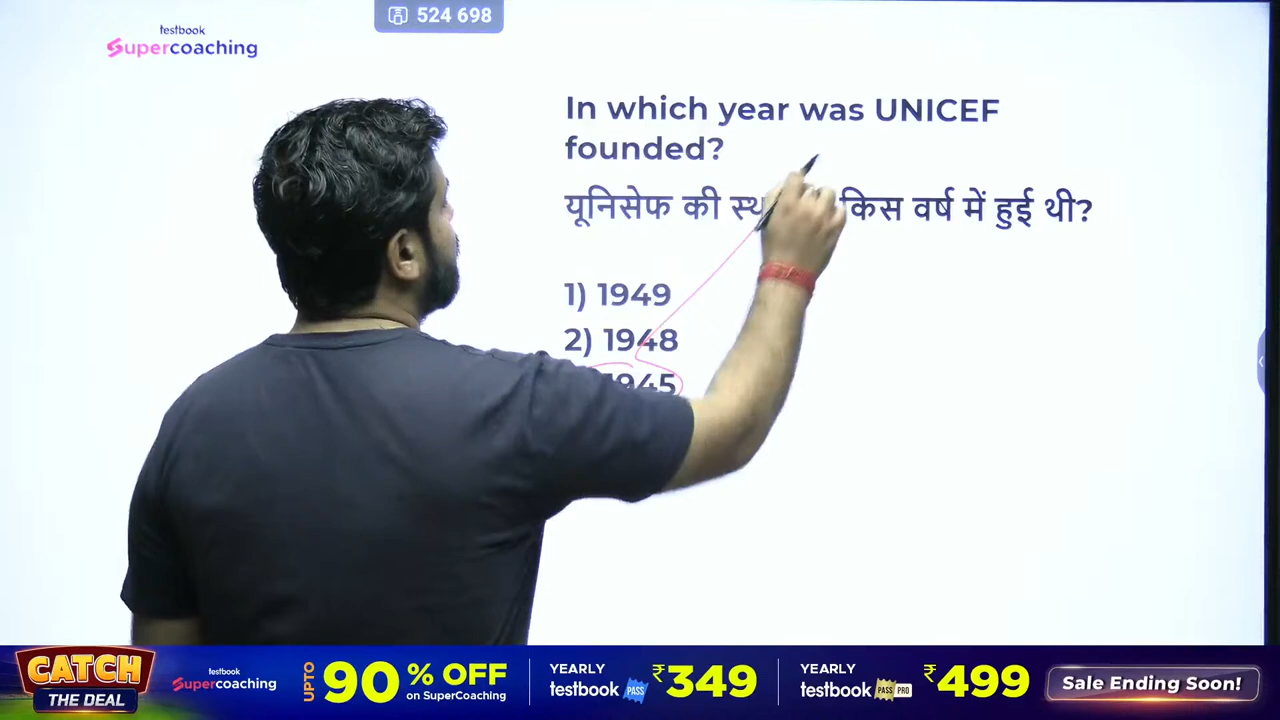 524 698
testbook
Supercoaching
In which year was UNICEF
founded?
यूनिसेफ की किस वर्ष में हुई थी?
1) 1949
2) 1948
1945
CATCH
THE DEAL
testbook
Supercoaching
UPTO 90% OFF
on SuperCoaching
YEARLY
testbook PASS
₹349
YEARLY
testbook PASS PRO
₹499
Sale Ending Soon!